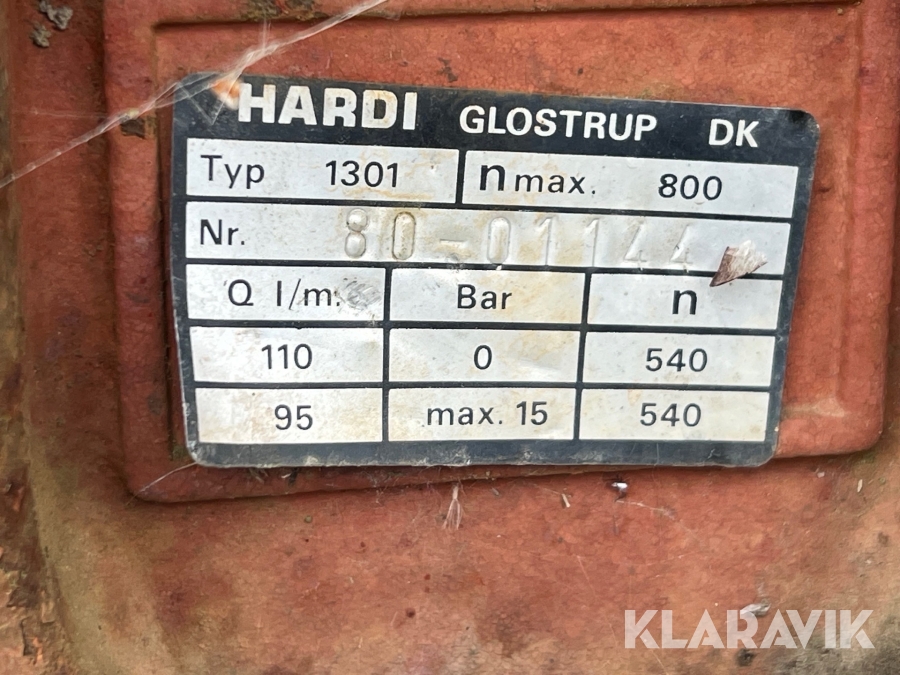 HARDI GLOSTRUP DK
Typ 1301 n max. 800
Nr. 80-01144
Q l/m. Bar n
110 0 540
95 max. 15 540
KLARAVIK